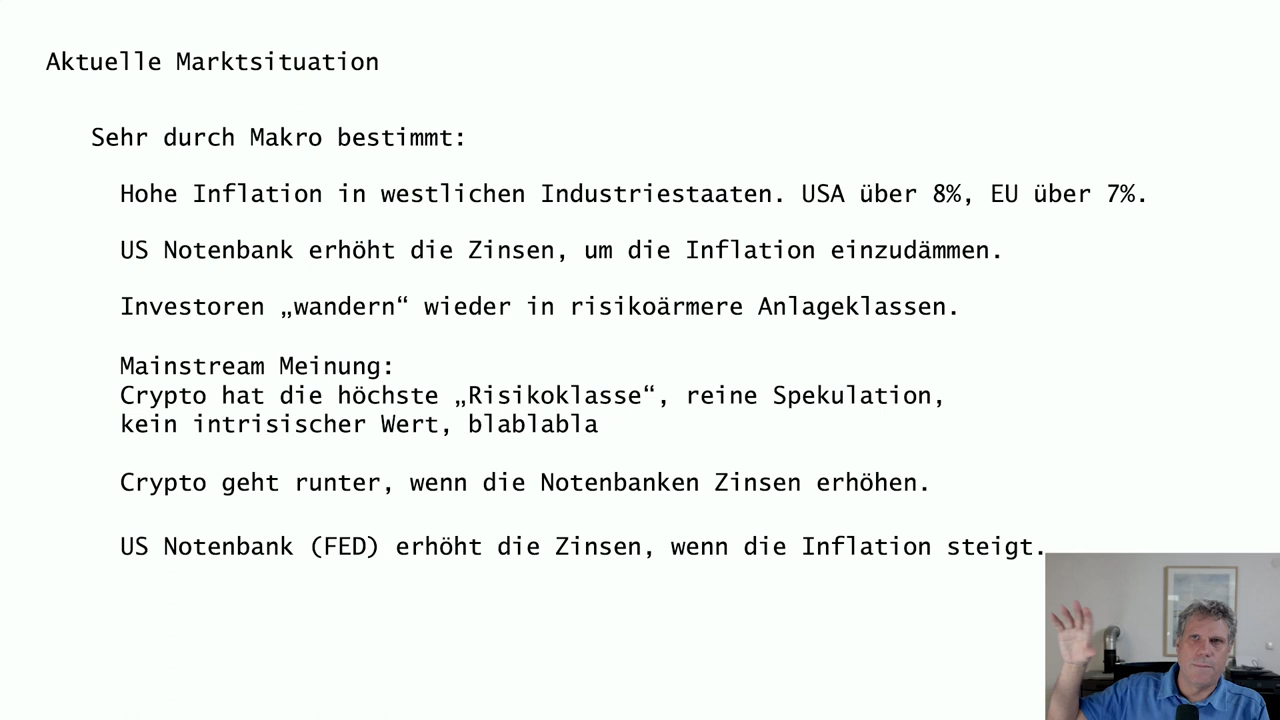 Aktuelle Marktsituation
Sehr durch Makro bestimmt:
Hohe Inflation in westlichen Industriestaaten. USA über 8%, EU über 7%.
US Notenbank erhöht die Zinsen, um die Inflation einzudämmen.
Investoren „wandern“ wieder in risikoärmere Anlageklassen.
Mainstream Meinung:
Crypto hat die höchste „Risikoklasse“, reine Spekulation,
kein intrisischer Wert, blablabla
Crypto geht runter, wenn die Notenbanken Zinsen erhöhen.
US Notenbank (FED) erhöht die Zinsen, wenn die Inflation steigt.